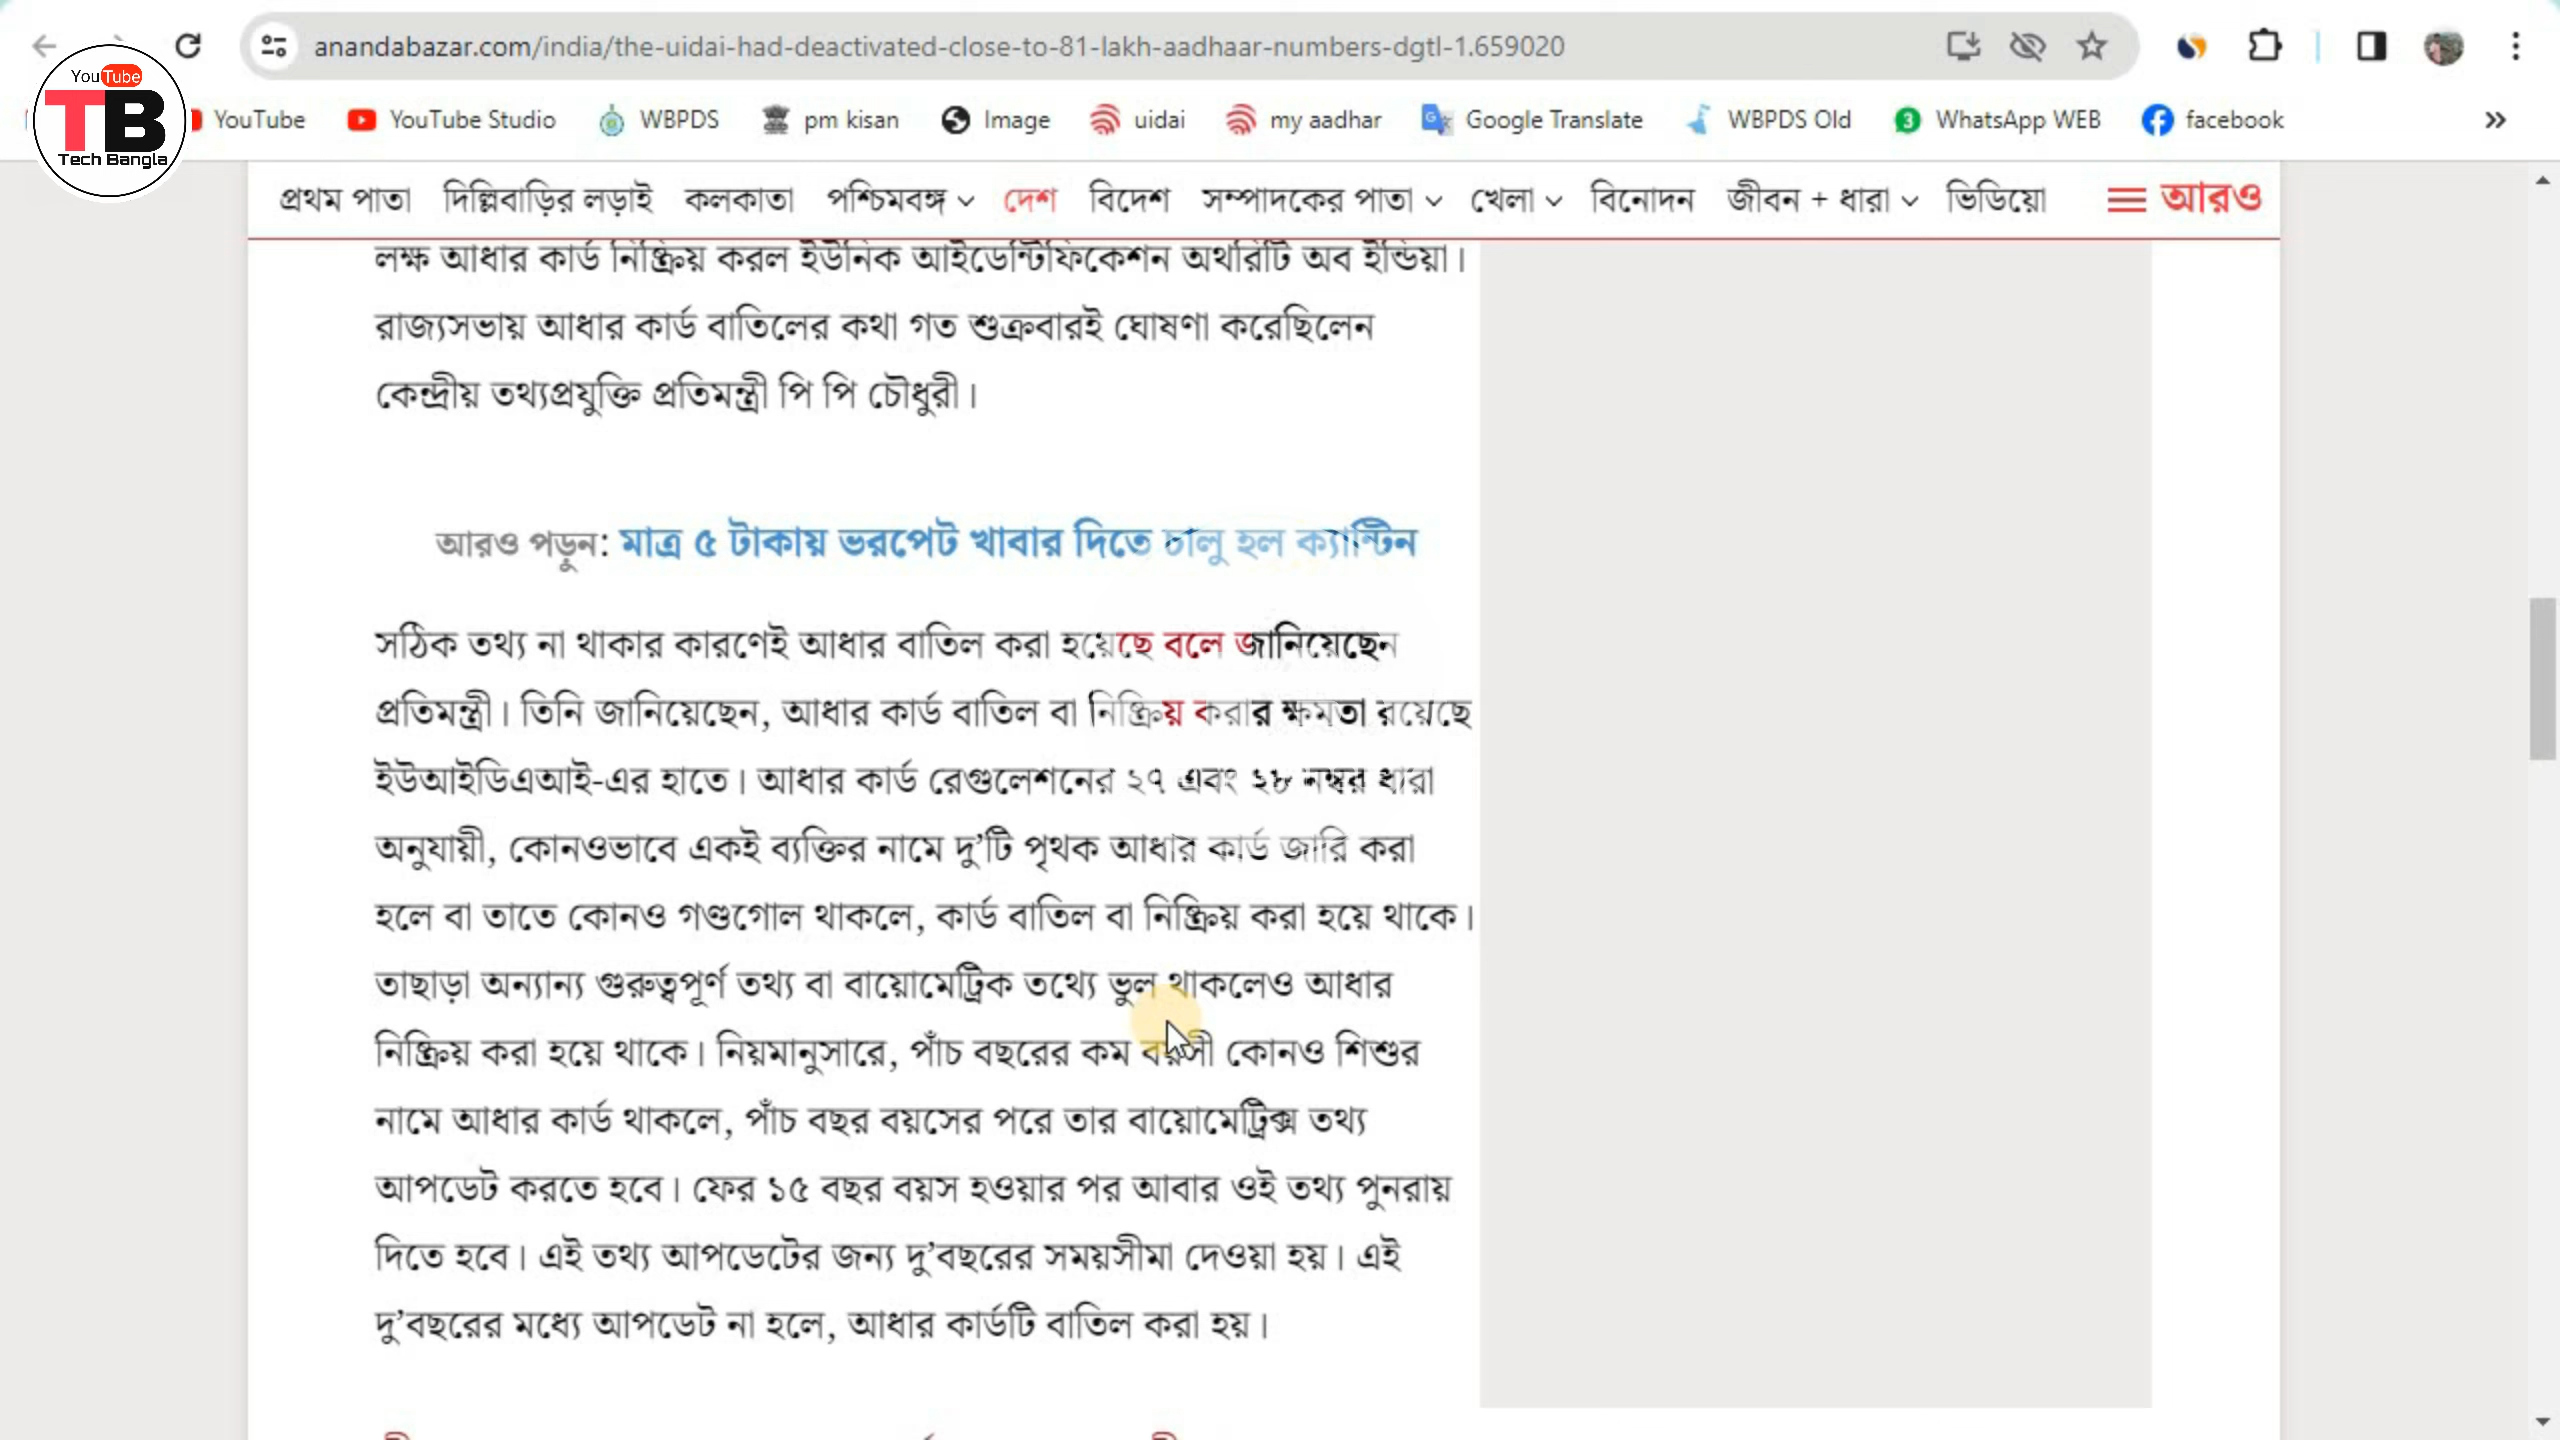 anandabazar.com/india/the-uidai-had-deactivated-close-to-81-lakh-aadhaar-numbers-dgtl-1.659020
YouTube
TB
Tech Bangla
YouTube
YouTube Studio
WBPDS
pm kisan
Image
uidai
my aadhar
Google Translate
WBPDS Old
3
WhatsApp WEB
facebook
»
প্রথম পাতা দিল্লিবাড়ির লড়াই কলকাতা পশ্চিমবঙ্গ দেশ বিদেশ সম্পাদকের পাতা খেলা বিনোদন জীবন + ধারা ভিডিয়ো আরও
লক্ষ আধার কার্ড নিষ্ক্রিয় করল ইউনিক আইডেন্টিফিকেশন অথরিটি অব ইন্ডিয়া।
রাজ্যসভায় আধার কার্ড বাতিলের কথা গত শুক্রবারই ঘোষণা করেছিলেন
কেন্দ্রীয় তথ্যপ্রযুক্তি প্রতিমন্ত্রী পি পি চৌধুরী।
আরও পড়ুন: মাত্র ৫ টাকায় ভরপেট খাবার দিতে চালু হল ক্যান্টিন
সঠিক তথ্য না থাকার কারণেই আধার বাতিল করা হয়েছে বলে জানিয়েছেন
প্রতিমন্ত্রী। তিনি জানিয়েছেন, আধার কার্ড বাতিল বা নিষ্ক্রিয় করার ক্ষমতা রয়েছে
ইউআইডিএআই-এর হাতে। আধার কার্ড রেগুলেশনের ২৭ এবং ২৮ নম্বর ধারা
অনুযায়ী, কোনওভাবে একই ব্যক্তির নামে দু’টি পৃথক আধার কার্ড জারি করা
হলে বা তাতে কোনও গণ্ডগোল থাকলে, কার্ড বাতিল বা নিষ্ক্রিয় করা হয়ে থাকে।
তাছাড়া অন্যান্য গুরুত্বপূর্ণ তথ্য বা বায়োমেট্রিক তথ্যে ভুল থাকলেও আধার
নিষ্ক্রিয় করা হয়ে থাকে। নিয়মানুসারে, পাঁচ বছরের কম বয়সী কোনও শিশুর
নামে আধার কার্ড থাকলে, পাঁচ বছর বয়সের পরে তার বায়োমেট্রিক্স তথ্য
আপডেট করতে হবে। ফের ১৫ বছর বয়স হওয়ার পর আবার ওই তথ্য পুনরায়
দিতে হবে। এই তথ্য আপডেটের জন্য দু’বছরের সময়সীমা দেওয়া হয়। এই
দু’বছরের মধ্যে আপডেট না হলে, আধার কার্ডটি বাতিল করা হয়।